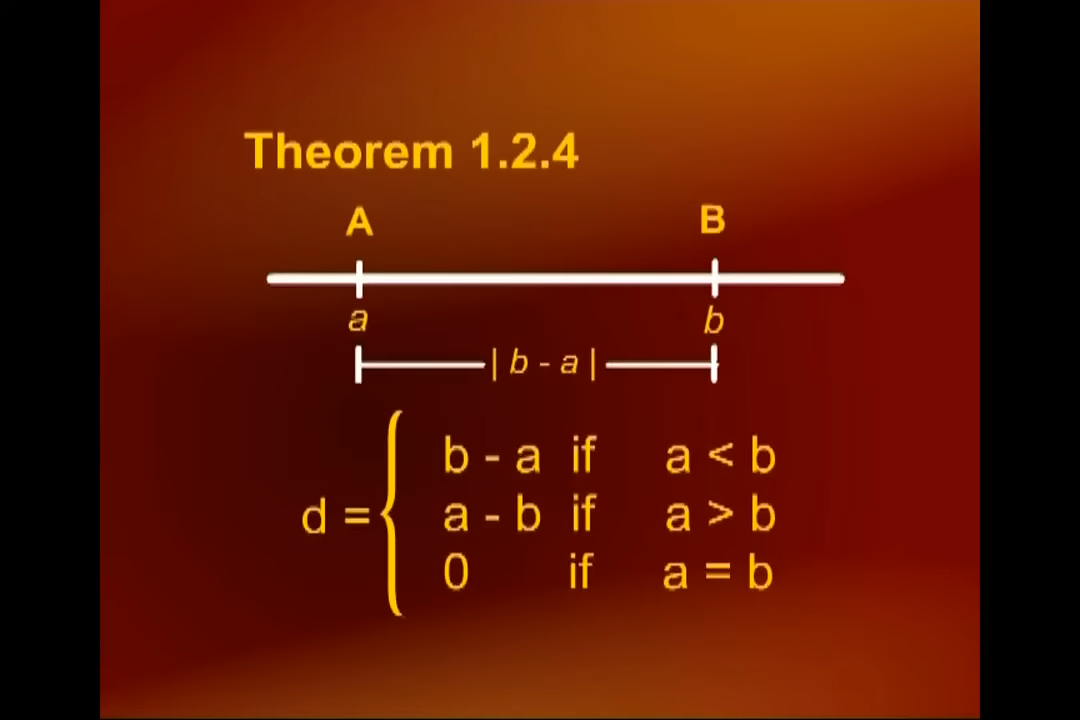 Theorem 1.2.4
A B
a b
| b - a |
b - a if a < b
d = { a - b if a > b
0 if a = b